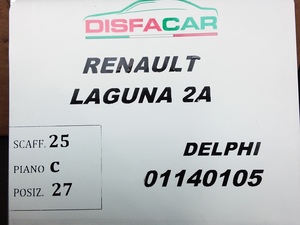 DISFACAR
RENAULT
LAGUNA 2A
SCAFF. 25
PIANO C
POSIZ. 27
DELPHI
01140105